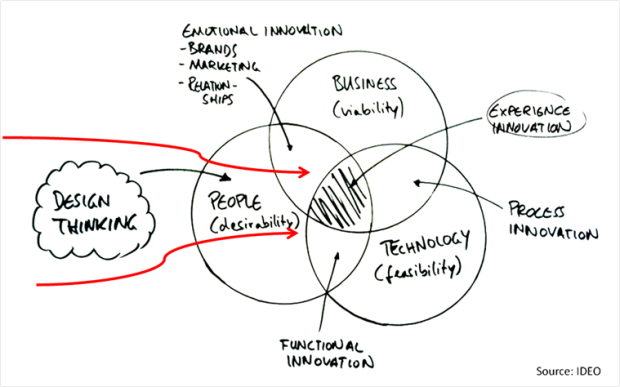 EMOTIONAL INNOVATION
- BRANDS
- MARKETING
- RELATION-
SHIPS
BUSINESS
(viability)
EXPERIENCE
INNOVATION
DESIGN
THINKING
PEOPLE
(desirability)
TECHNOLOGY
(feasibility)
PROCESS
INNOVATION
FUNCTIONAL
INNOVATION
Source: IDEO